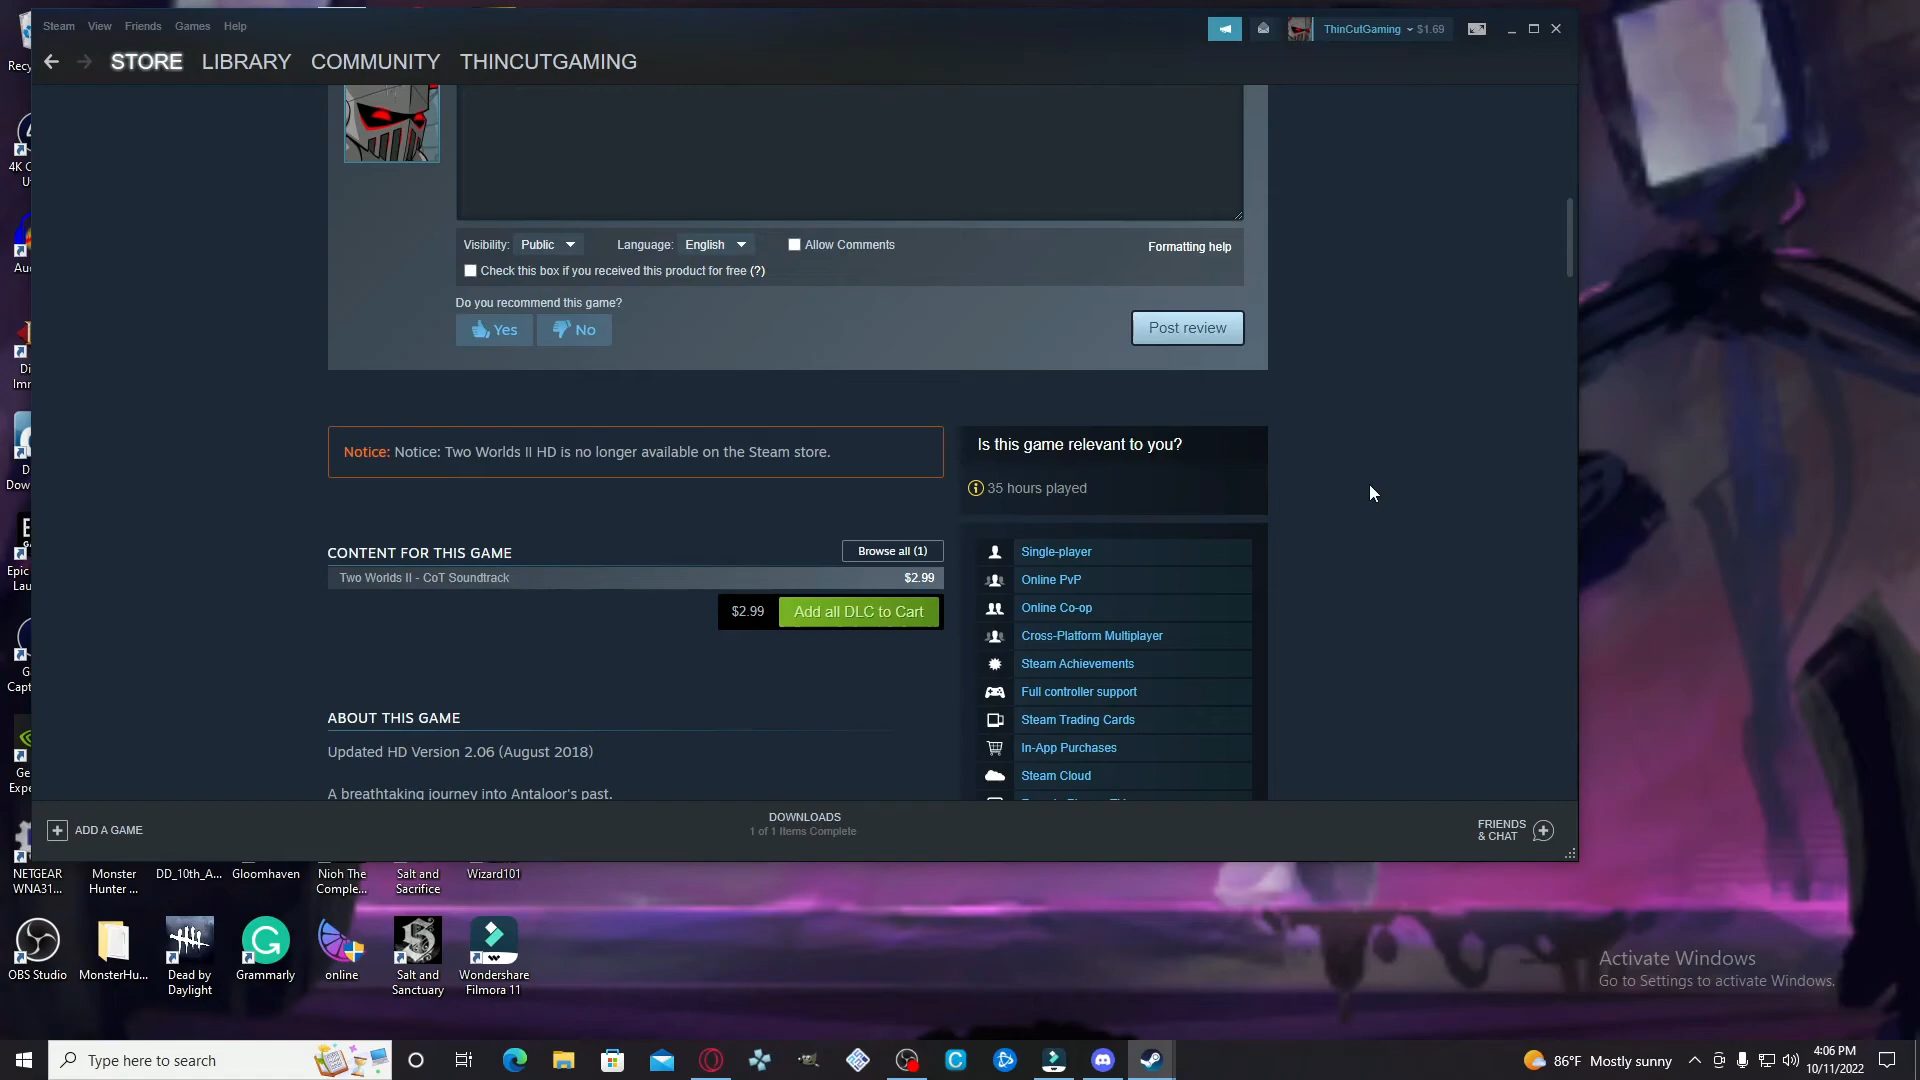 Steam View Friends Games Help
ThinCutGaming $1.69
STORE LIBRARY COMMUNITY THINCUTGAMING
Visibility: Public Language: English Allow Comments Formatting help
Check this box if you received this product for free (?)
Do you recommend this game?
Yes No Post review
Notice: Notice: Two Worlds II HD is no longer available on the Steam store.
Is this game relevant to you?
35 hours played
CONTENT FOR THIS GAME Browse all (1)
Two Worlds II - CoT Soundtrack $2.99
$2.99 Add all DLC to Cart
Single-player
Online PvP
Online Co-op
Cross-Platform Multiplayer
Steam Achievements
Full controller support
Steam Trading Cards
In-App Purchases
Steam Cloud
ABOUT THIS GAME
Updated HD Version 2.06 (August 2018)
A breathtaking journey into Antaloor's past.
ADD A GAME
DOWNLOADS
1 of 1 Items Complete
FRIENDS
& CHAT
NETGEAR
WNA31...
Monster
Hunter ...
DD_10th_A...
Gloomhaven
Nioh The
Comple...
Salt and
Sacrifice
Wizard101
OBS Studio
MonsterHu...
Dead by
Daylight
Grammarly
online
Salt and
Sanctuary
Wondershare
Filmora 11
Activate Windows
Go to Settings to activate Windows.
Type here to search
86°F Mostly sunny
4:06 PM
10/11/2022